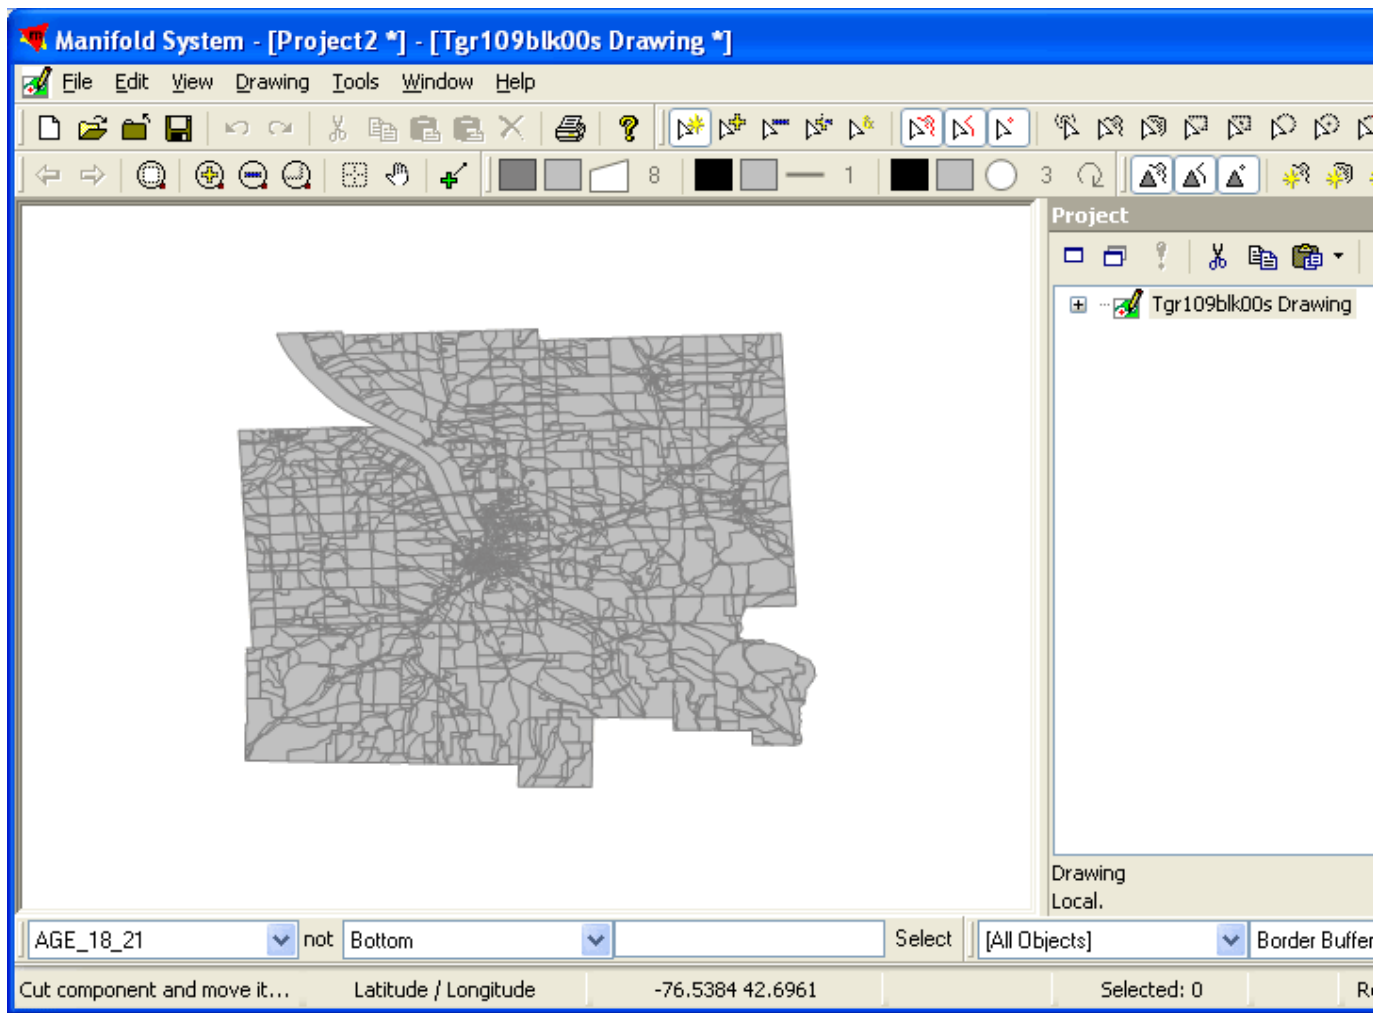 Manifold System - [Project2 *] - [Tgr109blk00s Drawing *]
File Edit View Drawing Tools Window Help
8 1 3
Project
Tgr109blk00s Drawing
Drawing
Local.
AGE_18_21 not Bottom Select [All Objects] Border Buffer
Cut component and move it... Latitude / Longitude -76.5384 42.6961 Selected: 0